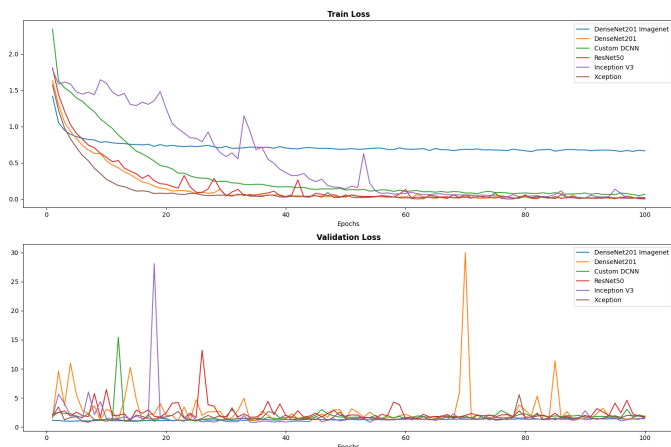 Train Loss
2.0
1.5
1.0
0.5
0.0
DenseNet201 Imagenet
DenseNet201
Custom DCNN
ResNet50
Inception V3
Xception
0
20
40
60
80
100
Epochs
Validation Loss
30
25
20
15
10
5
0
DenseNet201 Imagenet
DenseNet201
Custom DCNN
ResNet50
Inception V3
Xception
0
20
40
60
80
100
Epochs